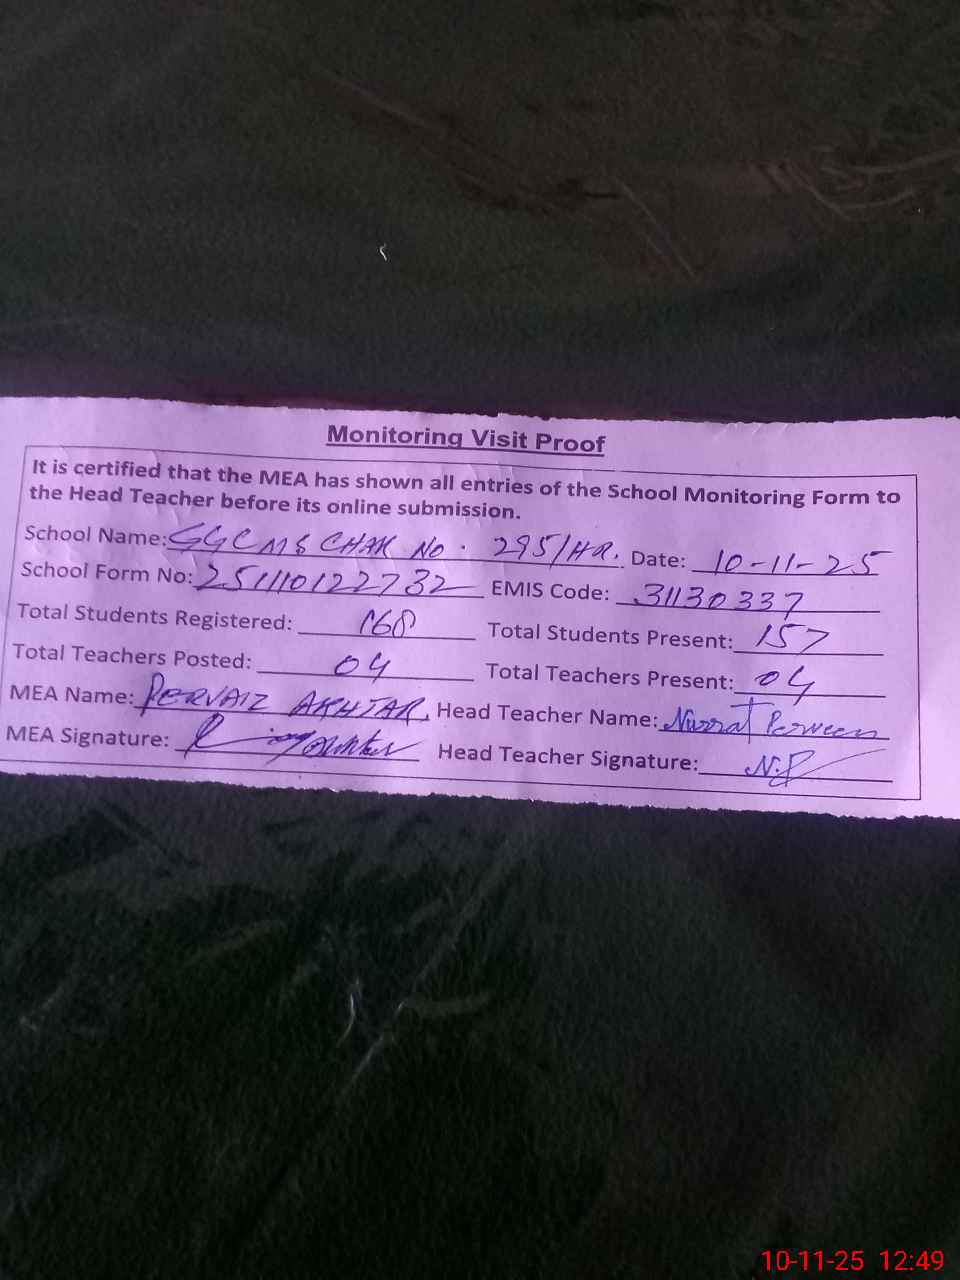 Monitoring Visit Proof
It is certified that the MEA has shown all entries of the School Monitoring Form to
the Head Teacher before its online submission.
School Name: GGCMS CHAK No. 295/HR. Date: 10-11-25
School Form No: 251110122732 EMIS Code: 31130337
Total Students Registered: 168 Total Students Present: 157
Total Teachers Posted: 04 Total Teachers Present: 04
MEA Name: PERVAIZ AKHTAR Head Teacher Name: Nusrat Perween
MEA Signature: Head Teacher Signature: N.P
10-11-25 12:49